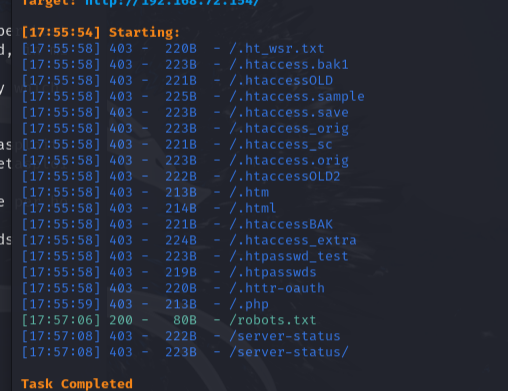 Target: http://192.168.72.154/
[17:55:54] Starting:
[17:55:58] 403 -  220B  - /.ht_wsr.txt
[17:55:58] 403 -  223B  - /.htaccess.bak1
[17:55:58] 403 -  221B  - /.htaccessOLD
[17:55:58] 403 -  225B  - /.htaccess.sample
[17:55:58] 403 -  223B  - /.htaccess.save
[17:55:58] 403 -  223B  - /.htaccess_orig
[17:55:58] 403 -  221B  - /.htaccess_sc
[17:55:58] 403 -  223B  - /.htaccess.orig
[17:55:58] 403 -  222B  - /.htaccessOLD2
[17:55:58] 403 -  213B  - /.htm
[17:55:58] 403 -  214B  - /.html
[17:55:58] 403 -  221B  - /.htaccessBAK
[17:55:58] 403 -  224B  - /.htaccess_extra
[17:55:58] 403 -  223B  - /.htpasswd_test
[17:55:58] 403 -  219B  - /.htpasswds
[17:55:58] 403 -  220B  - /.httr-oauth
[17:55:59] 403 -  213B  - /.php
[17:57:06] 200 -   80B  - /robots.txt
[17:57:08] 403 -  222B  - /server-status
[17:57:08] 403 -  223B  - /server-status/
Task Completed